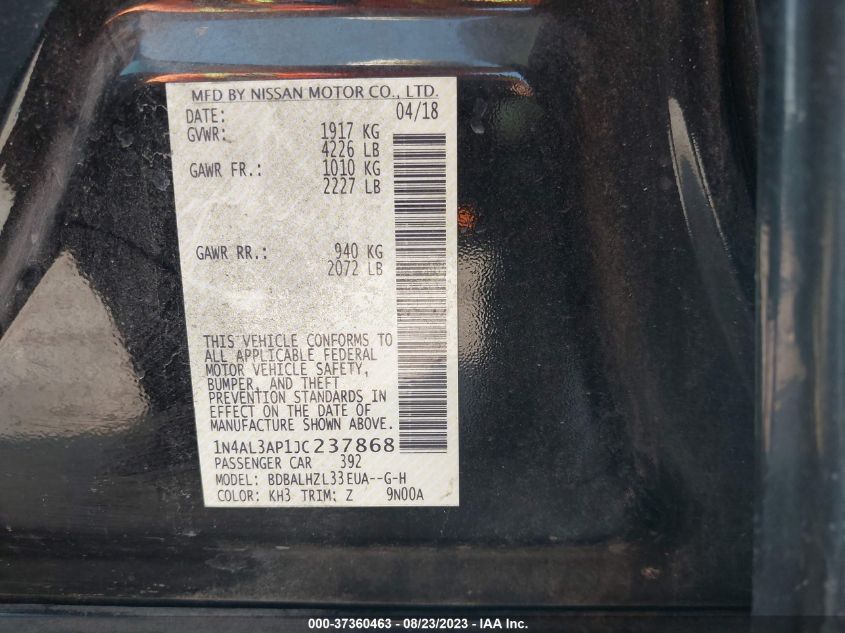 MFD BY NISSAN MOTOR CO., LTD.
DATE: 04/18
GVWR: 1917 KG
4226 LB
GAWR FR.: 1010 KG
2227 LB
GAWR RR.: 940 KG
2072 LB
THIS VEHICLE CONFORMS TO
ALL APPLICABLE FEDERAL
MOTOR VEHICLE SAFETY,
BUMPER, AND THEFT
PREVENTION STANDARDS IN
EFFECT ON THE DATE OF
MANUFACTURE SHOWN ABOVE.
1N4AL3AP1JC237868
PASSENGER CAR 392
MODEL: BDBALHZL33EUA--G-H
COLOR: KH3 TRIM: Z 9N00A
000-37360463 - 08/23/2023 - IAA Inc.